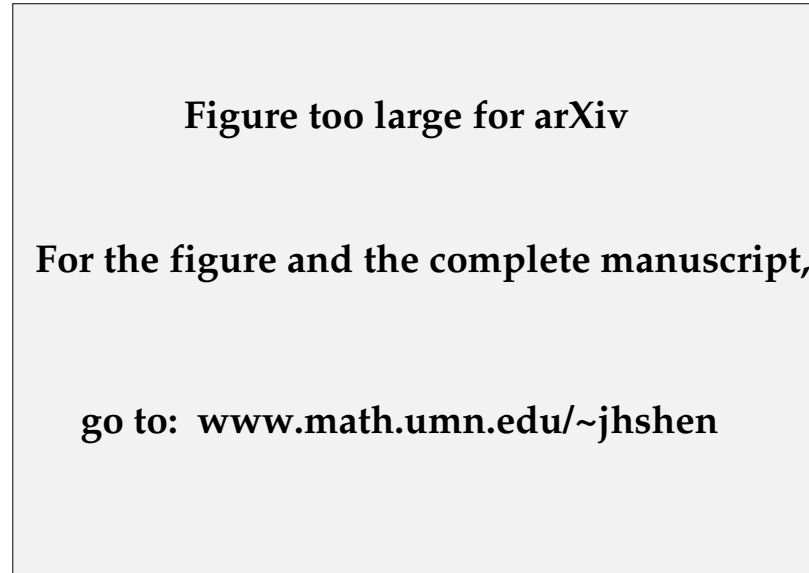 Figure too large for arXiv
For the figure and the complete manuscript,
go to: www.math.umn.edu/~jhshen